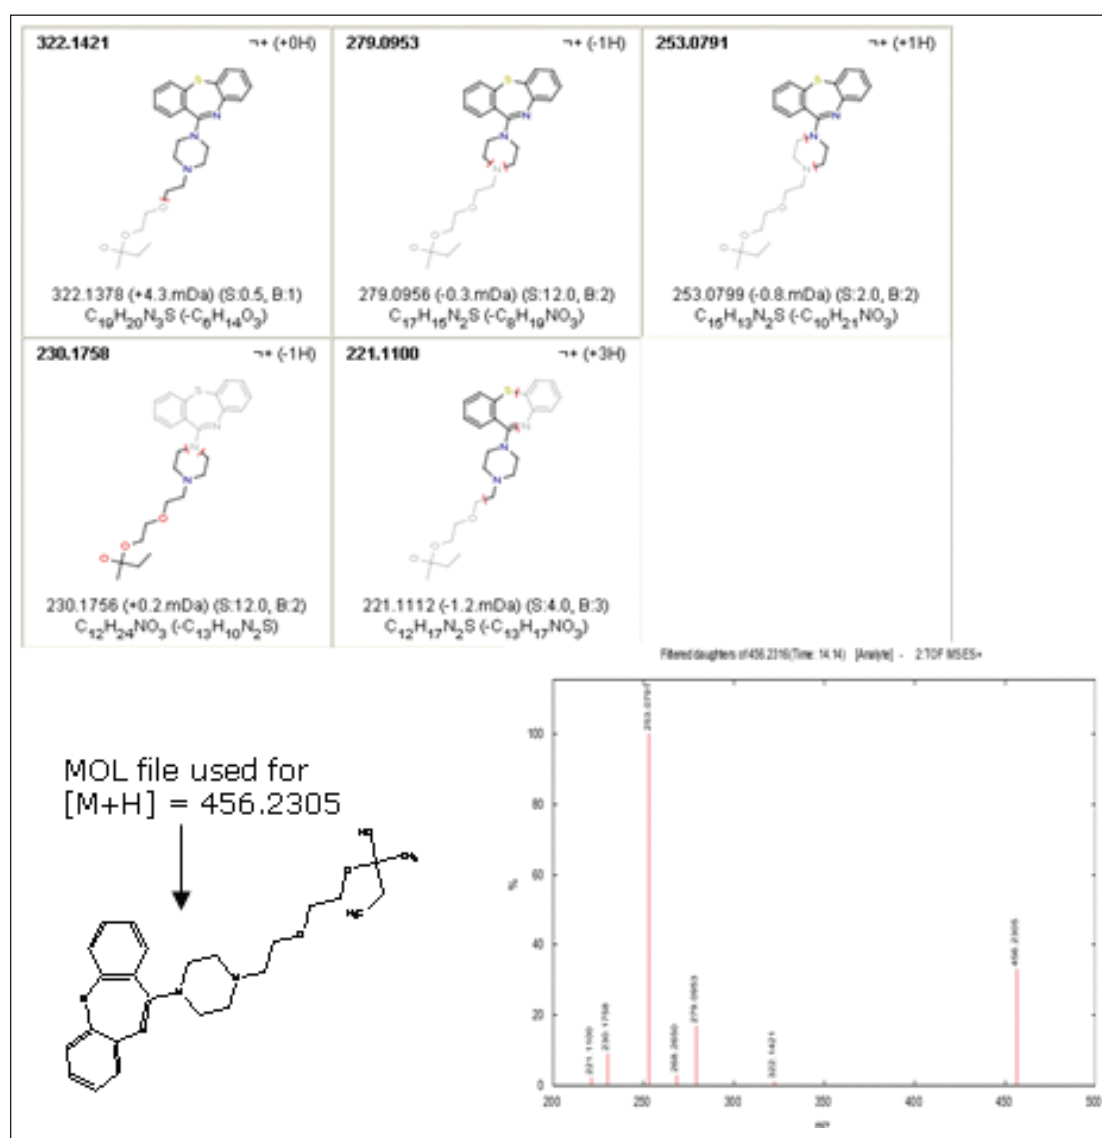 322.1421 ¬+ (+0H)
322.1378 (+4.3.mDa) (S:0.5, B:1)
C19H20N3S (-C6H14O3)
279.0953 ¬+ (-1H)
279.0956 (-0.3.mDa) (S:12.0, B:2)
C17H15N2S (-C8H19NO3)
253.0791 ¬+ (+1H)
253.0799 (-0.8.mDa) (S:2.0, B:2)
C15H13N2S (-C10H21NO3)
230.1758 ¬+ (-1H)
230.1756 (+0.2.mDa) (S:12.0, B:2)
C12H24NO3 (-C13H10N2S)
221.1100 ¬+ (+3H)
221.1112 (-1.2.mDa) (S:4.0, B:3)
C12H17N2S (-C13H17NO3)
Filtered daughters of 456.2316(Time: 14.14) [Analyte] - 2:TOF MSES+
MOL file used for
[M+H] = 456.2305
HO
CH3
H3C
%
100
80
60
40
20
0
221.1100
230.1758
253.0791
268.2650
279.0953
322.1421
456.2305
200 250 300 350 400 450 500